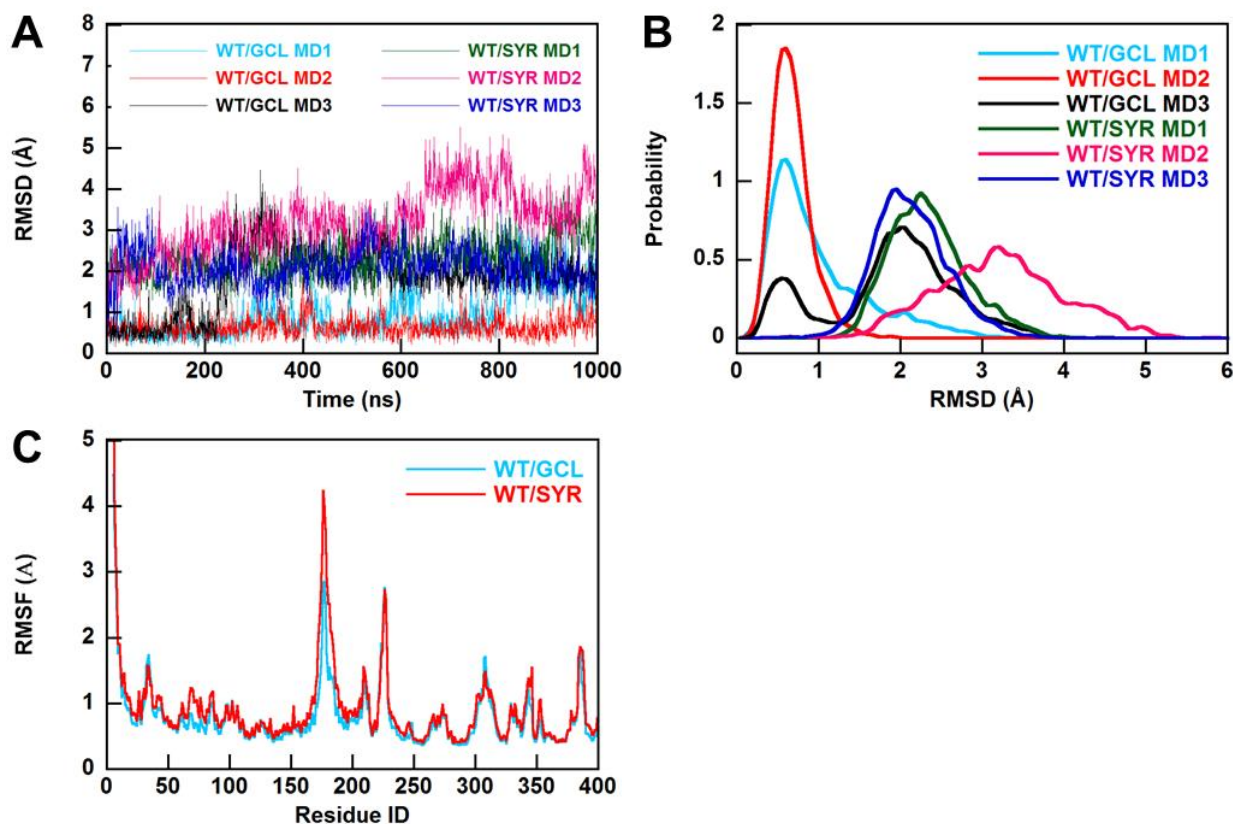 A
8
7
6
5
4
3
2
1
0
RMSD (Å)
WT/GCL MD1
WT/GCL MD2
WT/GCL MD3
WT/SYR MD1
WT/SYR MD2
WT/SYR MD3
0 200 400 600 800 1000
Time (ns)
B
2
1.5
1
0.5
0
Probability
WT/GCL MD1
WT/GCL MD2
WT/GCL MD3
WT/SYR MD1
WT/SYR MD2
WT/SYR MD3
0 1 2 3 4 5 6
RMSD (Å)
C
5
4
3
2
1
0
RMSF (A)
WT/GCL
WT/SYR
0 50 100 150 200 250 300 350 400
Residue ID